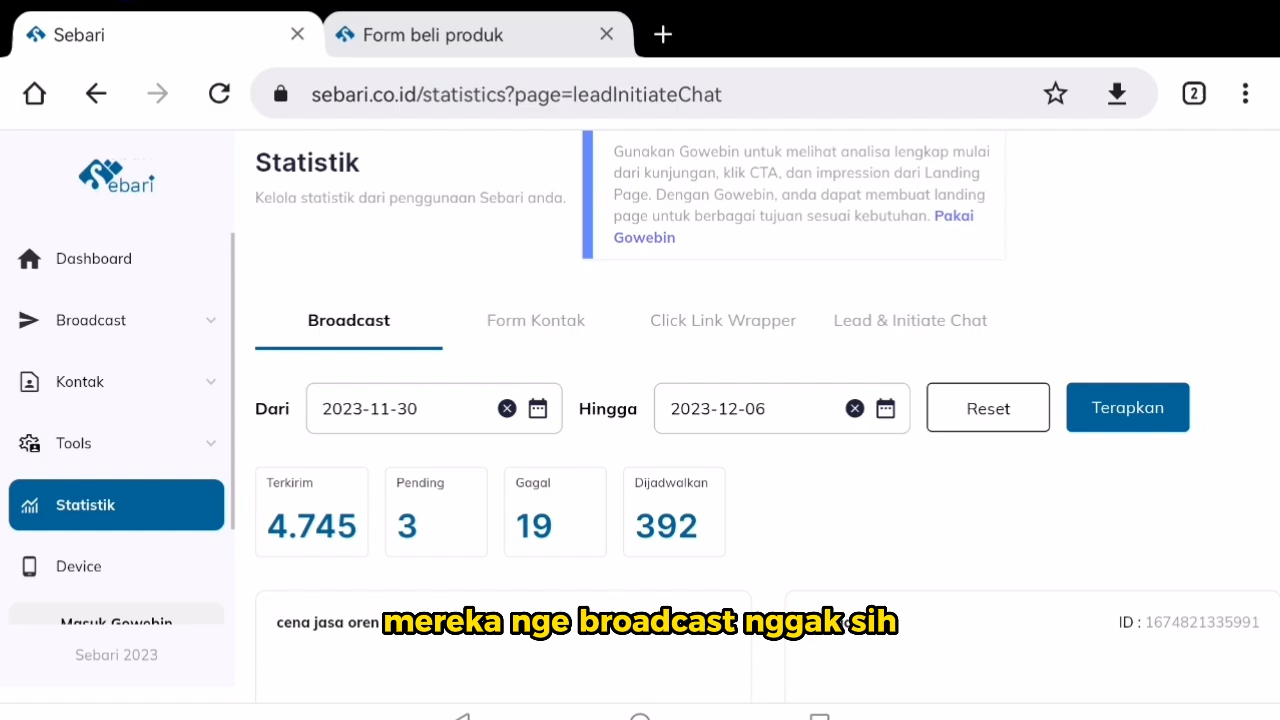 Sebari
Form beli produk
sebari.co.id/statistics?page=leadInitiateChat
2
Sebari
Statistik
Kelola statistik dari penggunaan Sebari anda.
Gunakan Gowebin untuk melihat analisa lengkap mulai
dari kunjungan, klik CTA, dan impression dari Landing
Page. Dengan Gowebin, anda dapat membuat landing
page untuk berbagai tujuan sesuai kebutuhan. Pakai
Gowebin
Dashboard
Broadcast
Kontak
Tools
Statistik
Device
Masuk Gowebin
Sebari 2023
Broadcast
Form Kontak
Click Link Wrapper
Lead & Initiate Chat
Dari
2023-11-30
Hingga
2023-12-06
Reset
Terapkan
Terkirim
4.745
Pending
3
Gagal
19
Dijadwalkan
392
cena jasa oren
ID : 1674821335991
mereka nge broadcast nggak sih